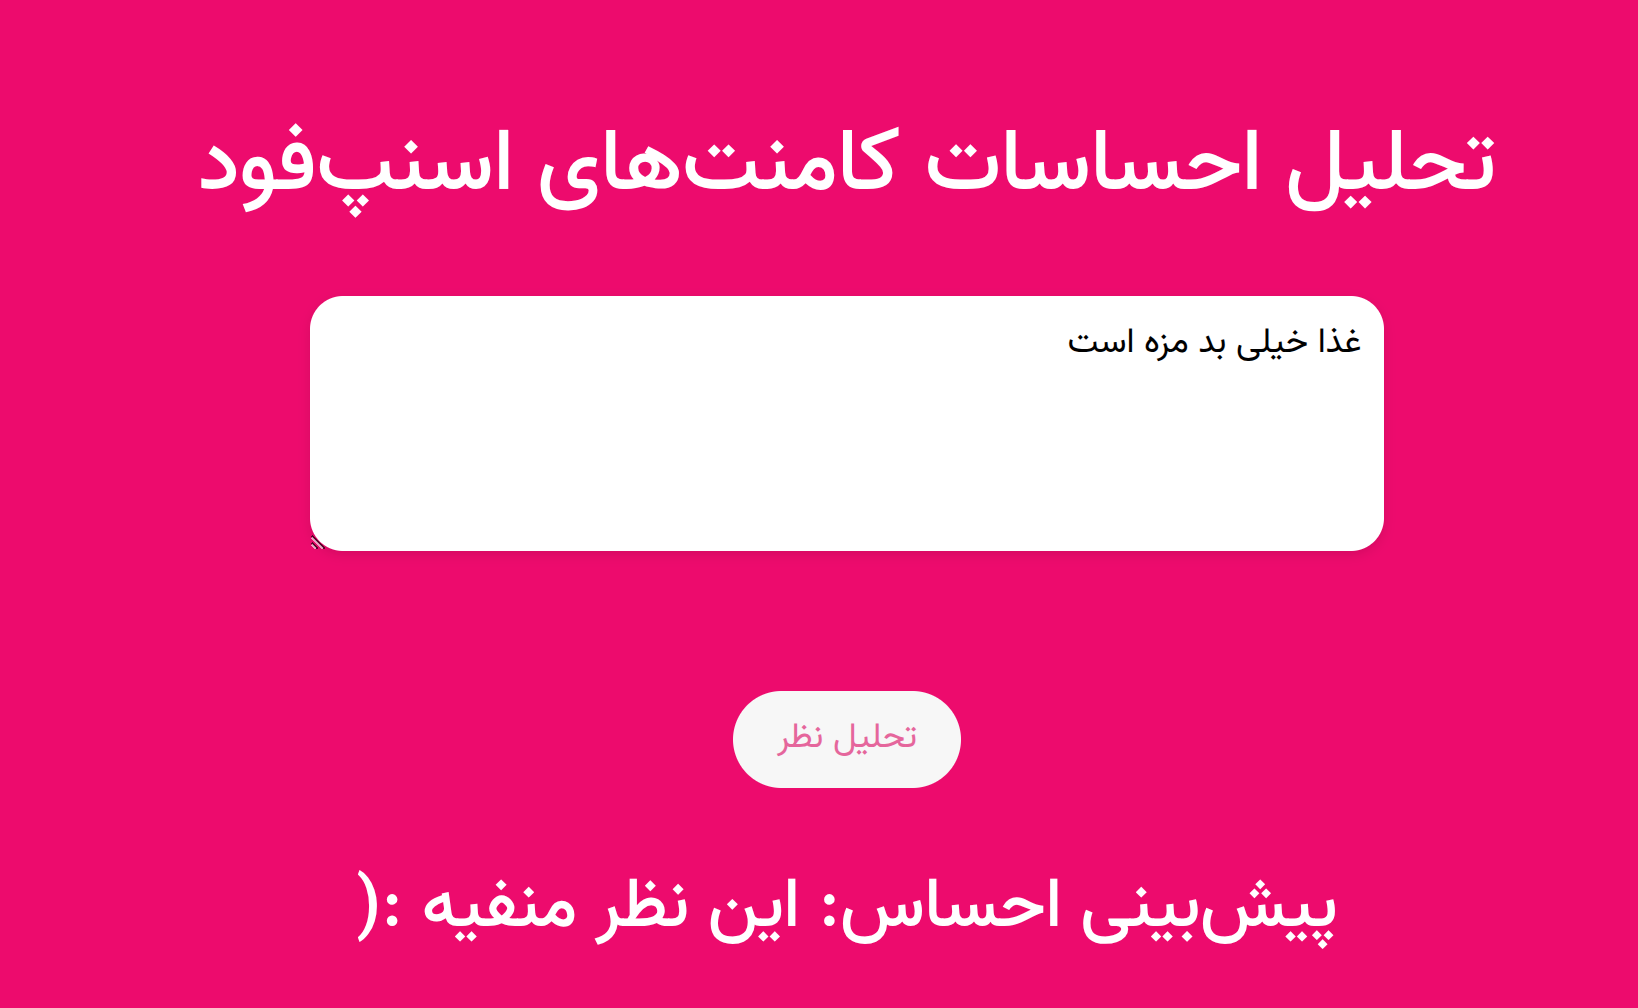 تحلیل احساسات کامنت‌های اسنپ‌فود
غذا خیلی بد مزه است
تحلیل نظر
پیش‌بینی احساس: این نظر منفیه :(